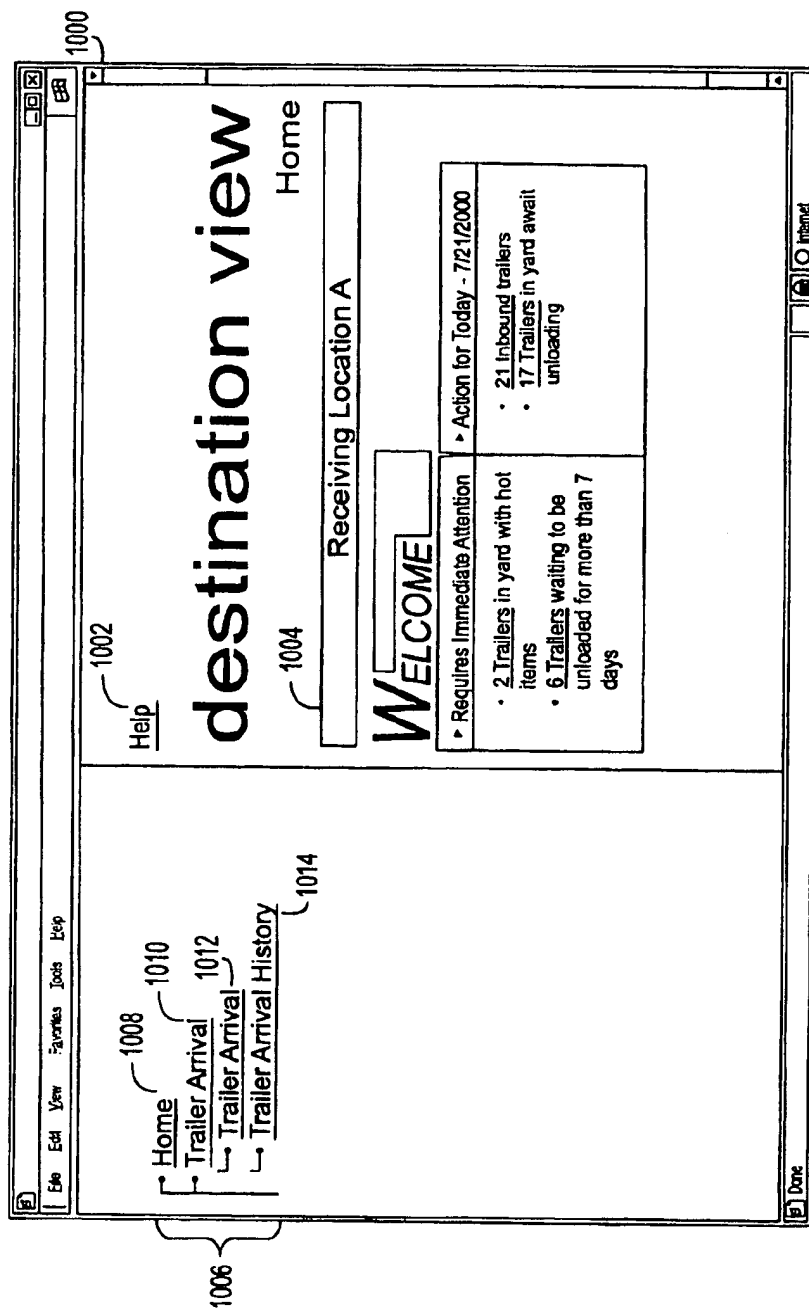 1000
File Edit View Favorites Tools Help
1006
1008
Home
1010
Trailer Arrival
1012
Trailer Arrival
Trailer Arrival History
1014
1002
Help
destination view
Home
1004
Receiving Location A
WELCOME
▸ Requires Immediate Attention
• 2 Trailers in yard with hot
items
• 6 Trailers waiting to be
unloaded for more than 7
days
▸ Action for Today - 7/21/2000
• 21 Inbound trailers
• 17 Trailers in yard await
unloading
Done
Internet